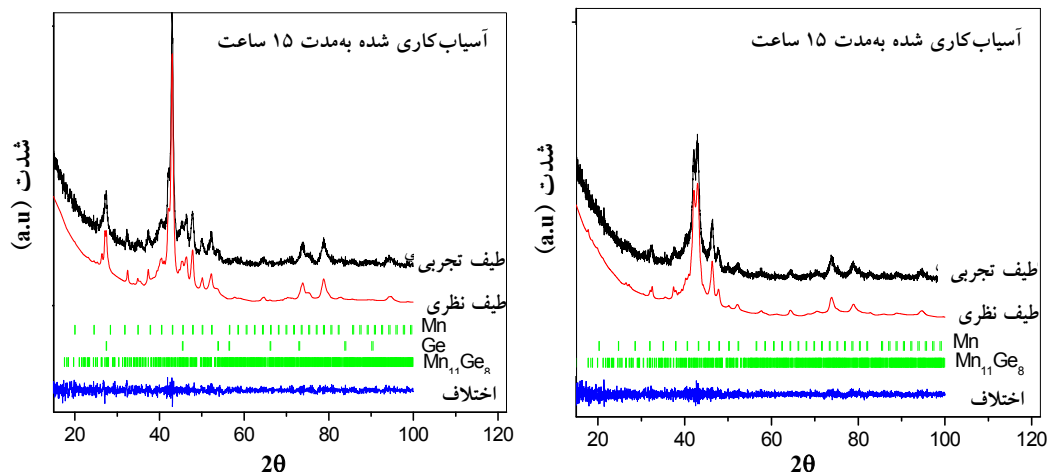 آسیاب‌کاری شده به‌مدت ۱۵ ساعت
شدت (a.u)
طیف تجربی
طیف نظری
Mn
Ge
Mn₁₁Ge₈
اختلاف
20 40 60 80 100 120
2θ
آسیاب‌کاری شده به‌مدت ۱۵ ساعت
شدت (a.u)
طیف تجربی
طیف نظری
Mn
Mn₁₁Ge₈
اختلاف
20 40 60 80 100 120
2θ